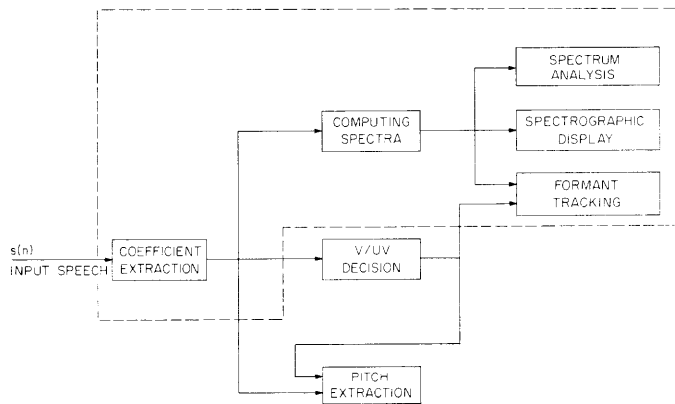 SPECTRUM
ANALYSIS
COMPUTING
SPECTRA
SPECTROGRAPHIC
DISPLAY
FORMANT
TRACKING
s(n)
INPUT SPEECH
COEFFICIENT
EXTRACTION
V/UV
DECISION
PITCH
EXTRACTION